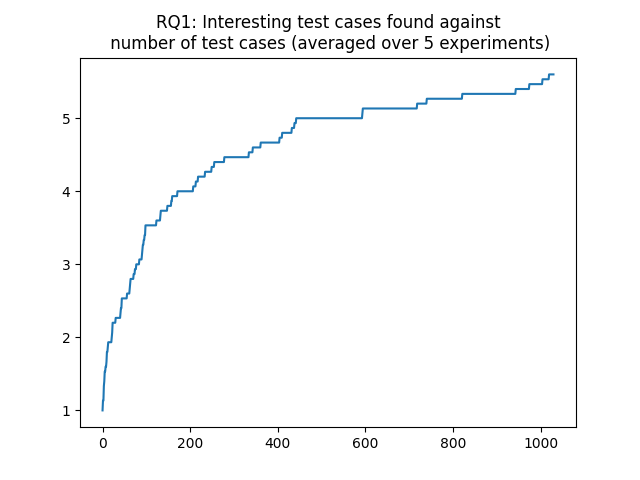 RQ1: Interesting test cases found against
number of test cases (averaged over 5 experiments)
5
4
3
2
1
0 200 400 600 800 1000